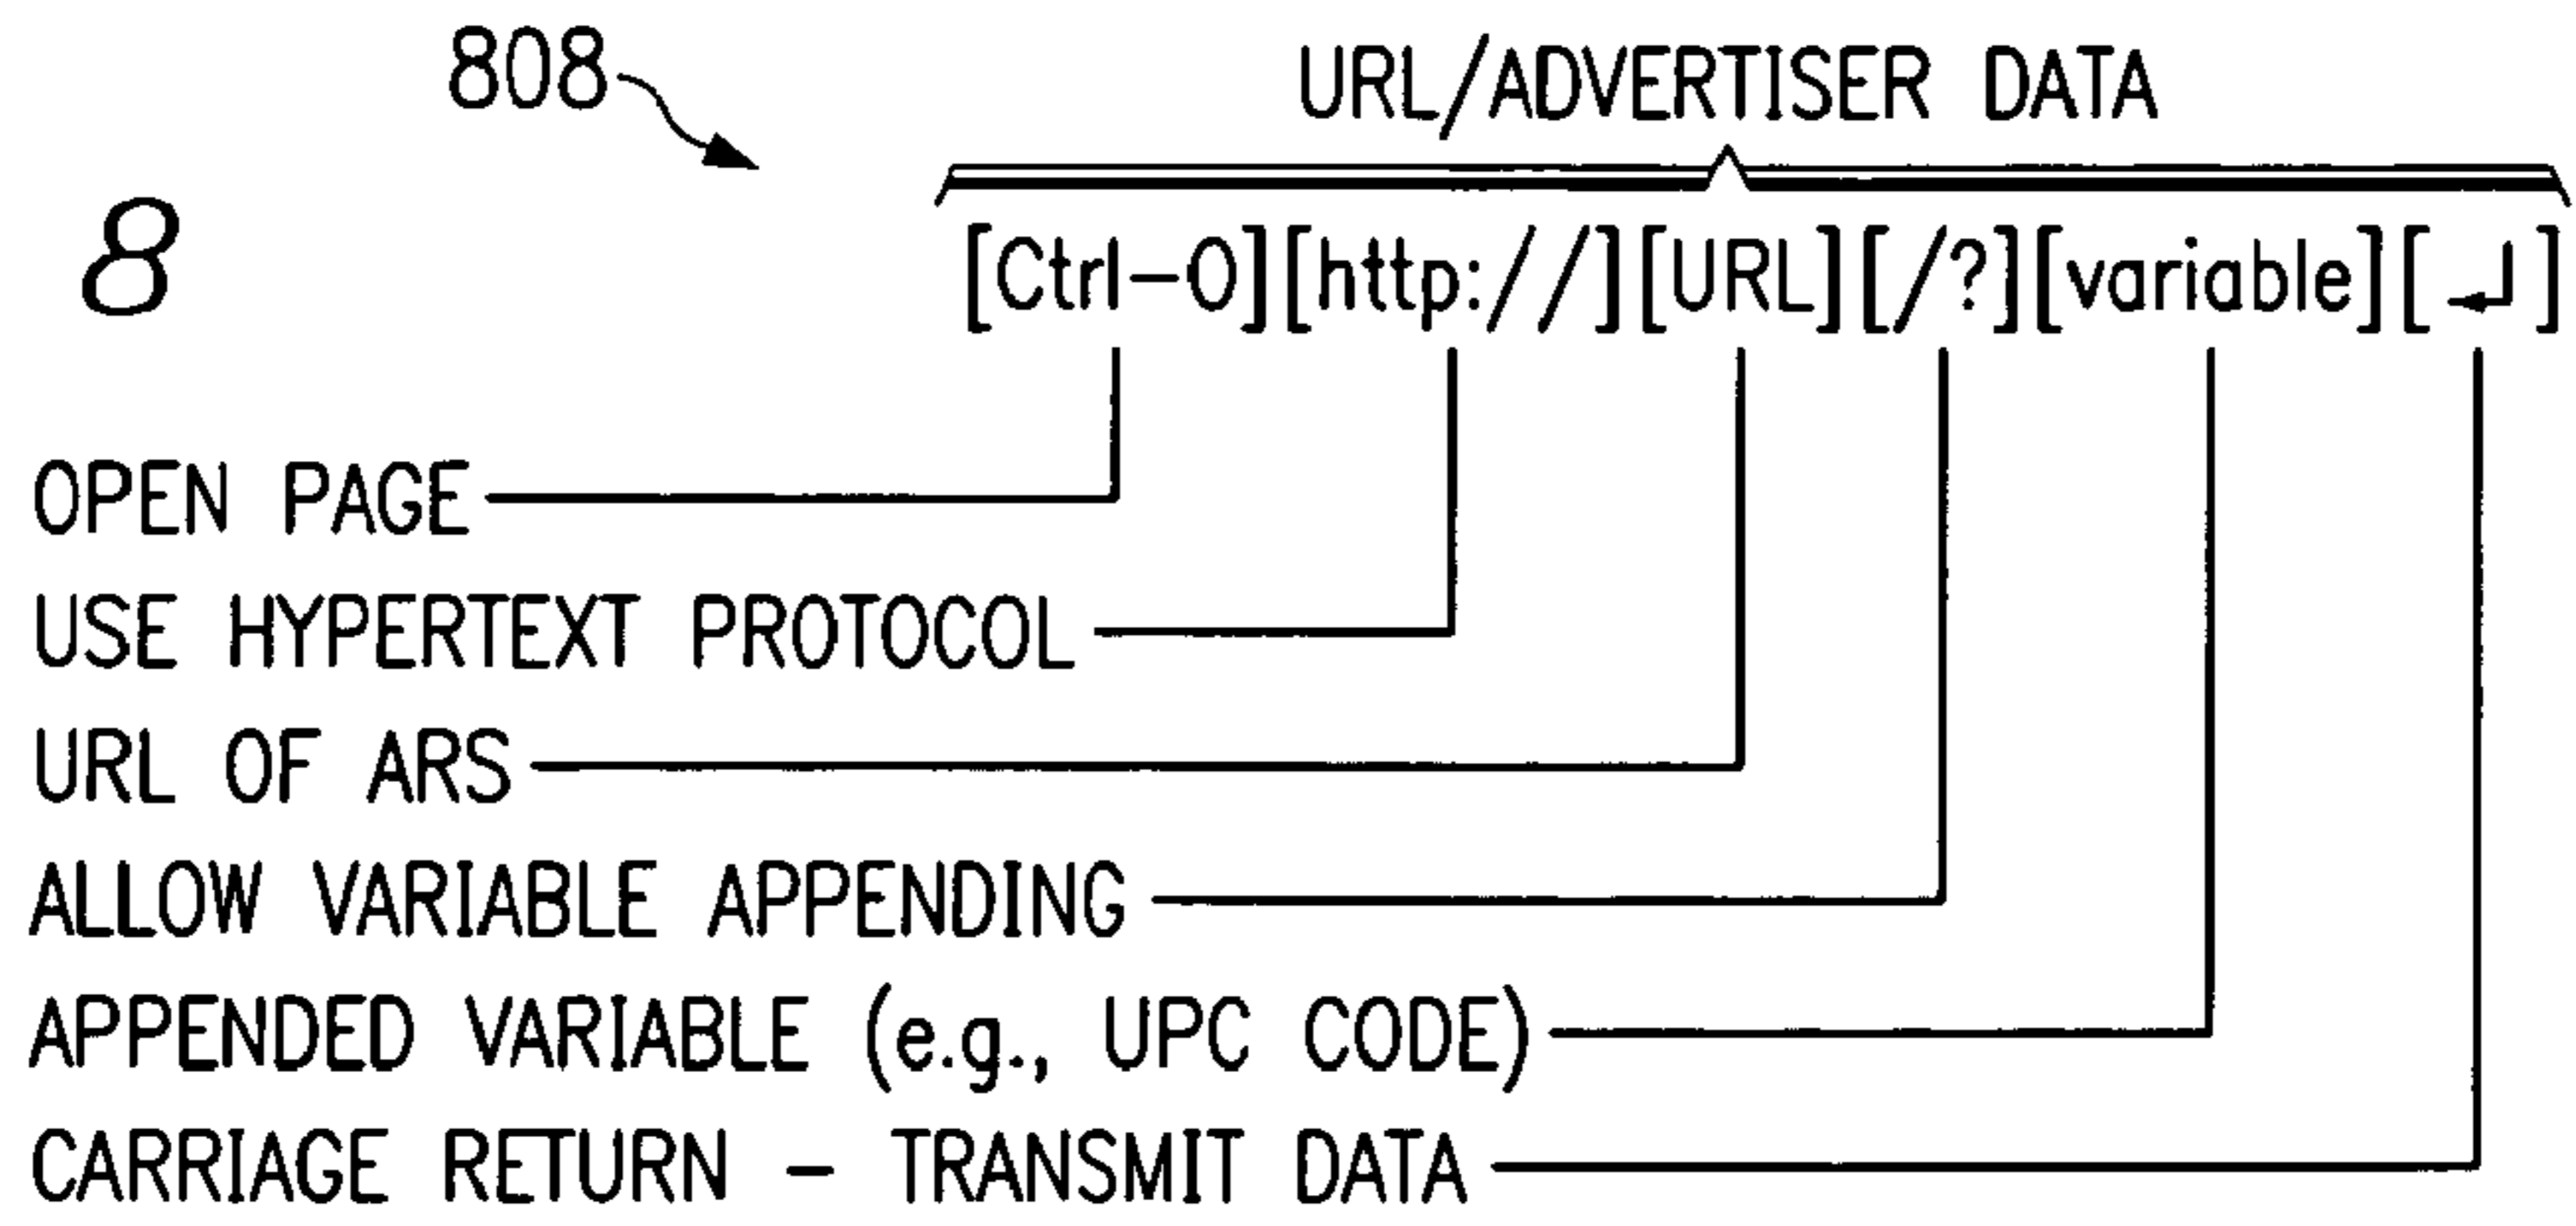 808
URL/ADVERTISER DATA
8
[Ctrl-O][http://][URL][/?][variable][↵]
OPEN PAGE
USE HYPERTEXT PROTOCOL
URL OF ARS
ALLOW VARIABLE APPENDING
APPENDED VARIABLE (e.g., UPC CODE)
CARRIAGE RETURN - TRANSMIT DATA